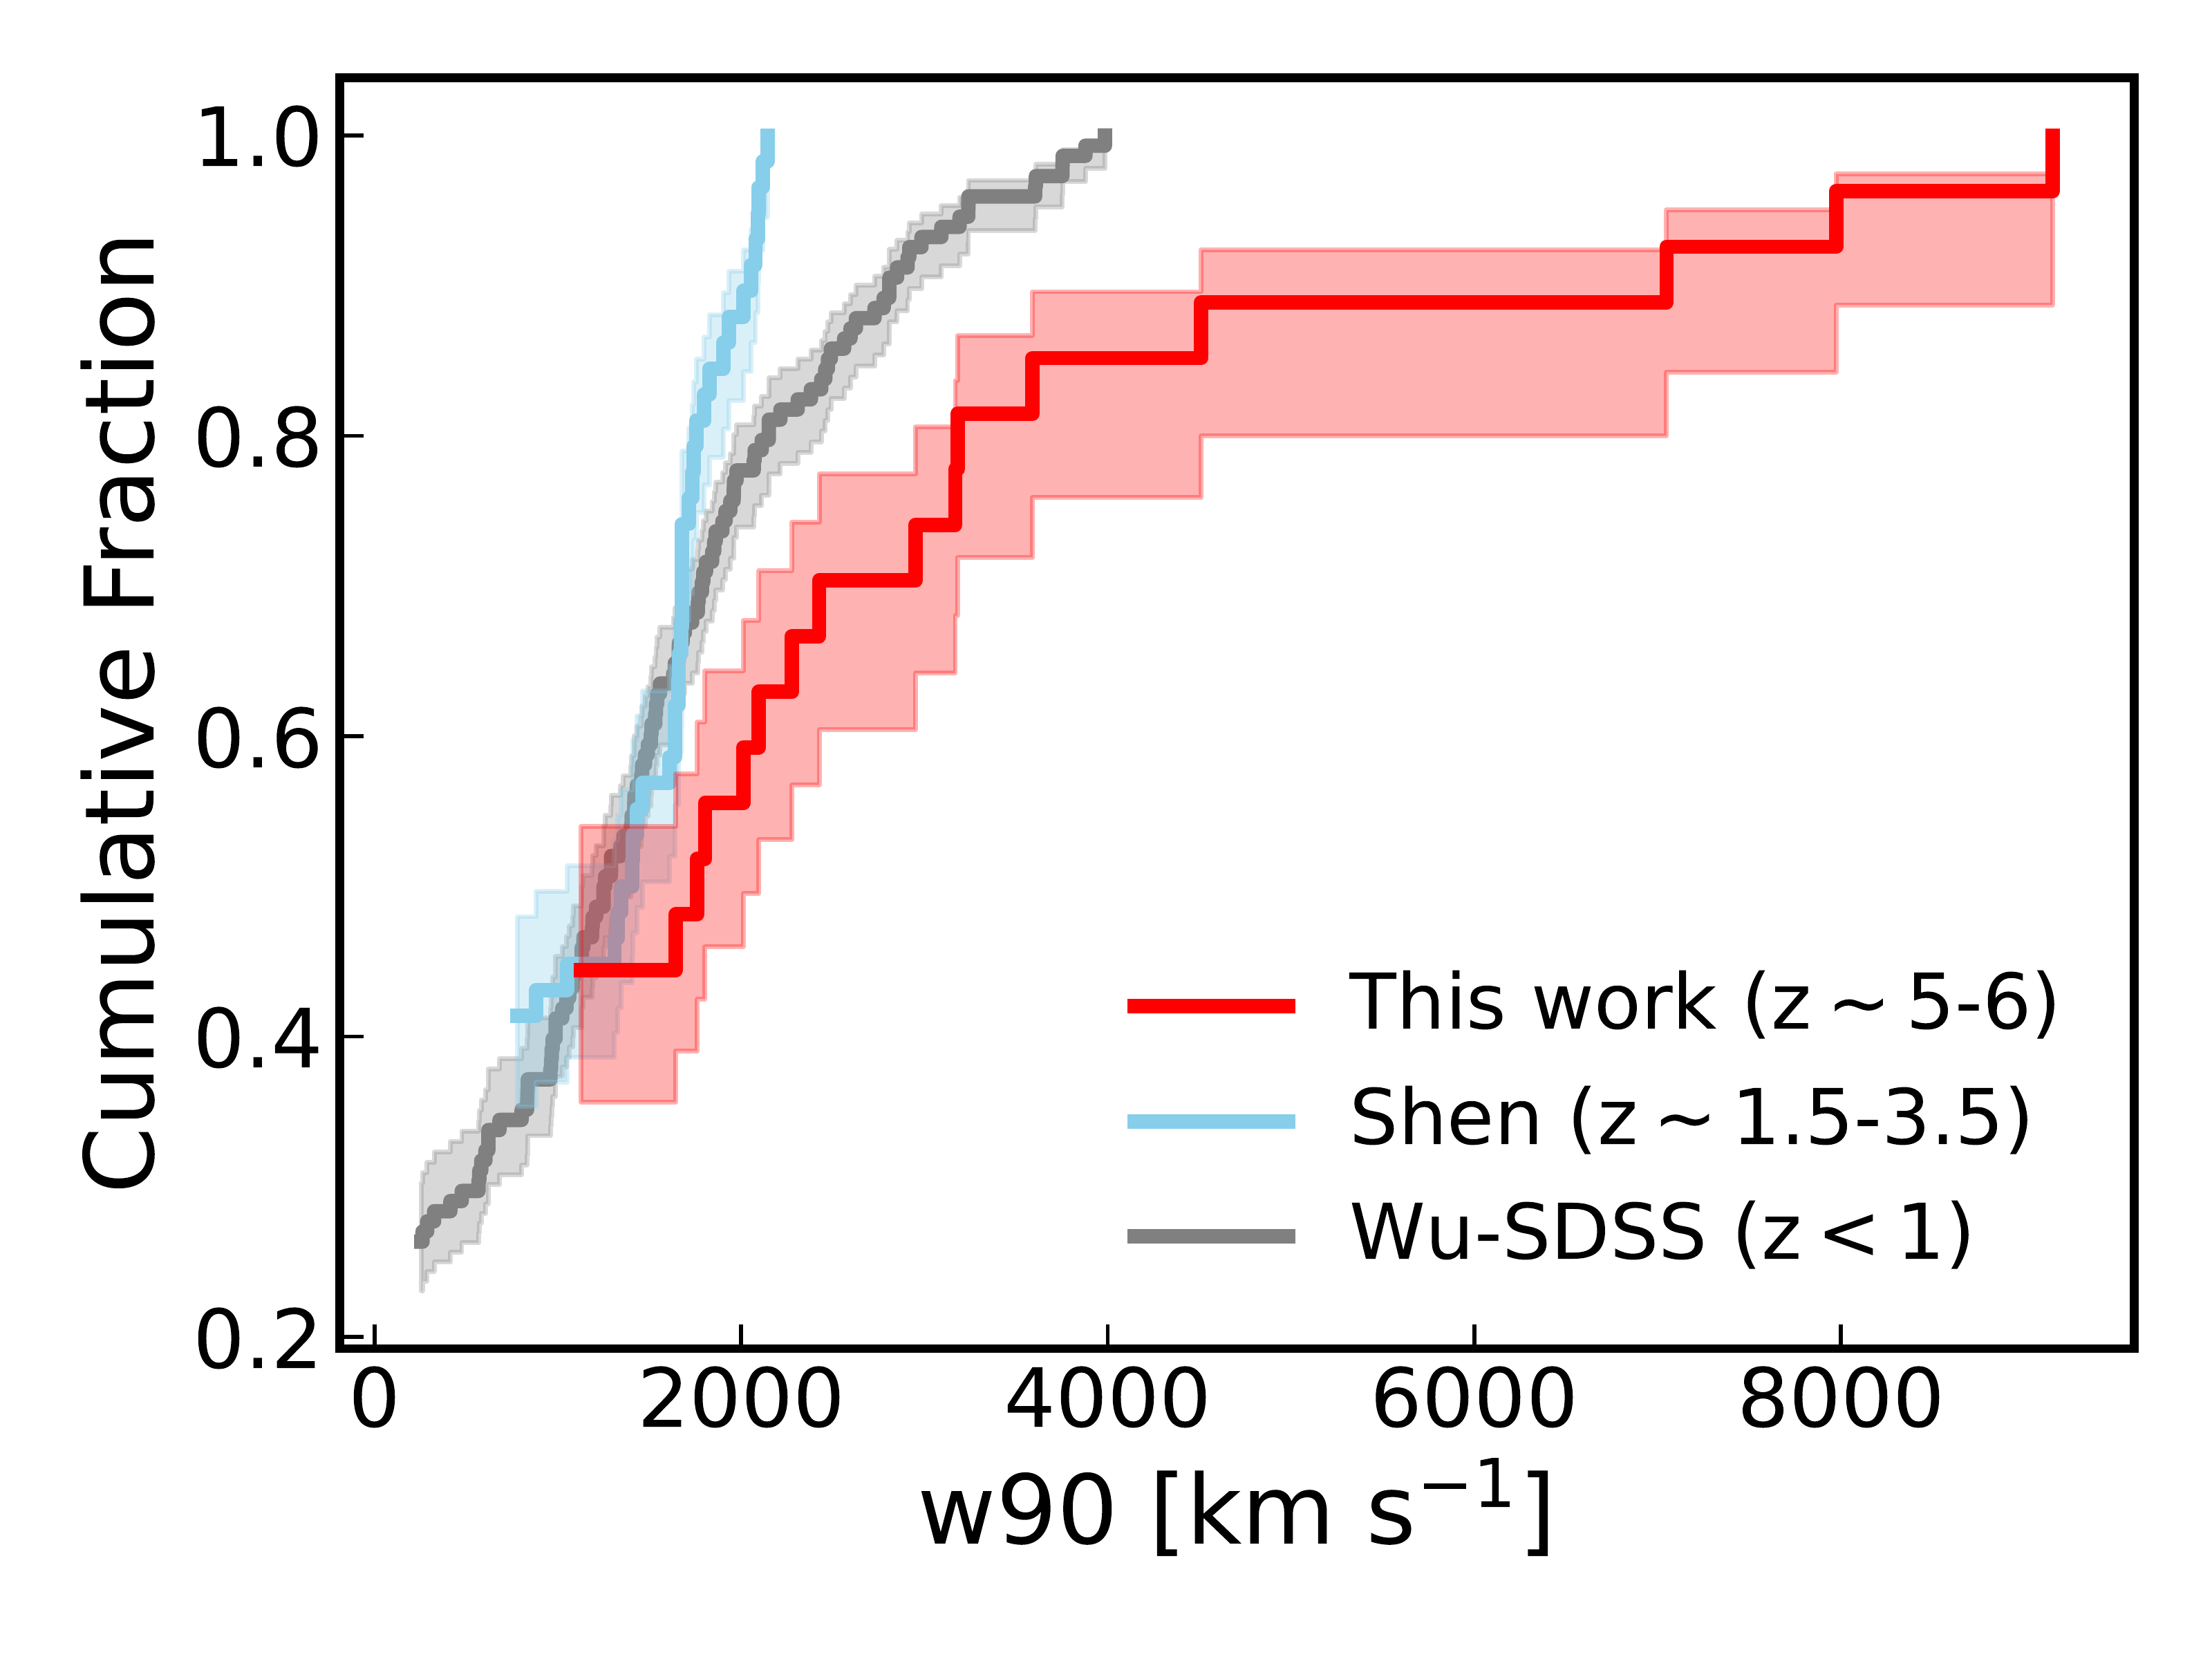 1.0
0.8
0.6
0.4
0.2
Cumulative Fraction
This work (z ~ 5-6)
Shen (z ~ 1.5-3.5)
Wu-SDSS (z < 1)
0 2000 4000 6000 8000
w90 [km s⁻¹]